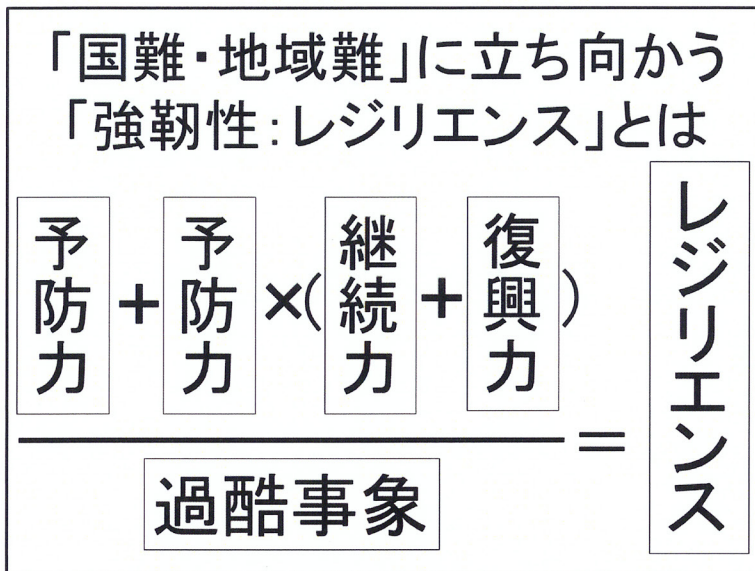 「国難・地域難」に立ち向かう
「強靭性:レジリエンス」とは
予防力+予防力×(継続力+復興力)
過酷事象
=
レジリエンス